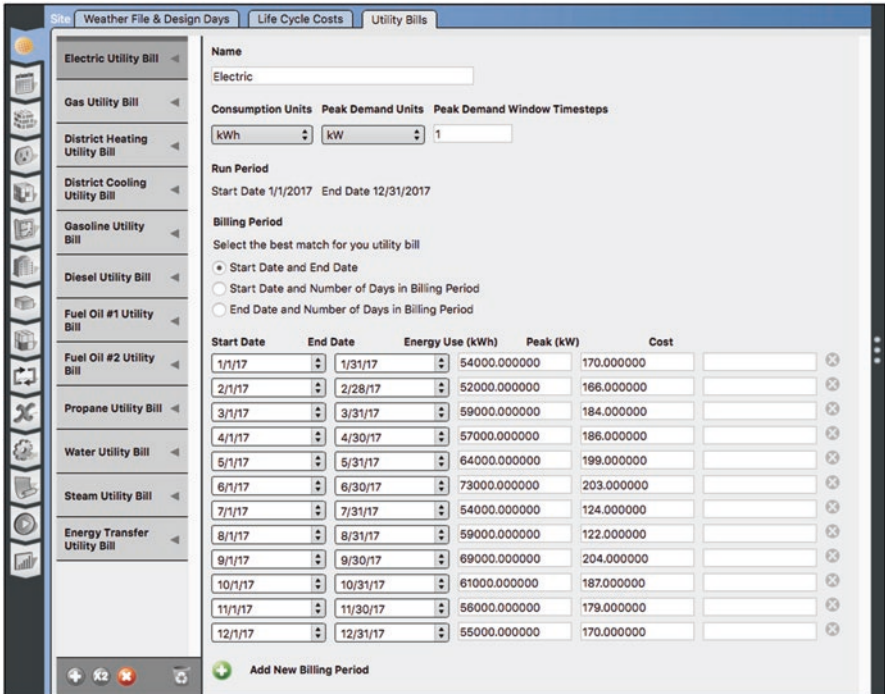 Site Weather File & Design Days Life Cycle Costs Utility Bills
Electric Utility Bill
Gas Utility Bill
District Heating
Utility Bill
District Cooling
Utility Bill
Gasoline Utility
Bill
Diesel Utility Bill
Fuel Oil #1 Utility
Bill
Fuel Oil #2 Utility
Bill
Propane Utility Bill
Water Utility Bill
Steam Utility Bill
Energy Transfer
Utility Bill
x2
Name
Electric
Consumption Units Peak Demand Units Peak Demand Window Timesteps
kWh kW 1
Run Period
Start Date 1/1/2017 End Date 12/31/2017
Billing Period
Select the best match for you utility bill
Start Date and End Date
Start Date and Number of Days in Billing Period
End Date and Number of Days in Billing Period
Start Date End Date Energy Use (kWh) Peak (kW) Cost
1/1/17 1/31/17 54000.000000 170.000000
2/1/17 2/28/17 52000.000000 166.000000
3/1/17 3/31/17 59000.000000 184.000000
4/1/17 4/30/17 57000.000000 186.000000
5/1/17 5/31/17 64000.000000 199.000000
6/1/17 6/30/17 73000.000000 203.000000
7/1/17 7/31/17 54000.000000 124.000000
8/1/17 8/31/17 59000.000000 122.000000
9/1/17 9/30/17 69000.000000 204.000000
10/1/17 10/31/17 61000.000000 187.000000
11/1/17 11/30/17 56000.000000 179.000000
12/1/17 12/31/17 55000.000000 170.000000
Add New Billing Period